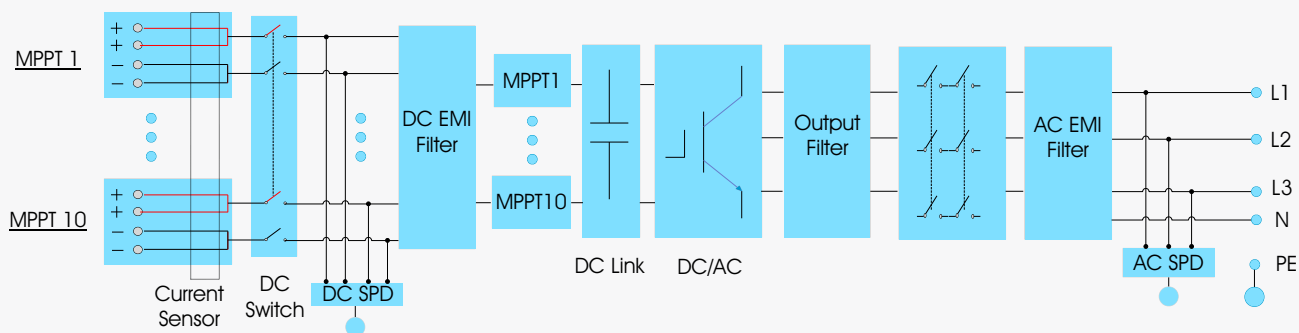 MPPT 1
+
+
−
−
MPPT 10
+
+
−
−
Current
Sensor
DC
Switch
DC SPD
DC EMI
Filter
MPPT1
MPPT10
DC Link
DC/AC
Output
Filter
AC EMI
Filter
AC SPD
L1
L2
L3
N
PE